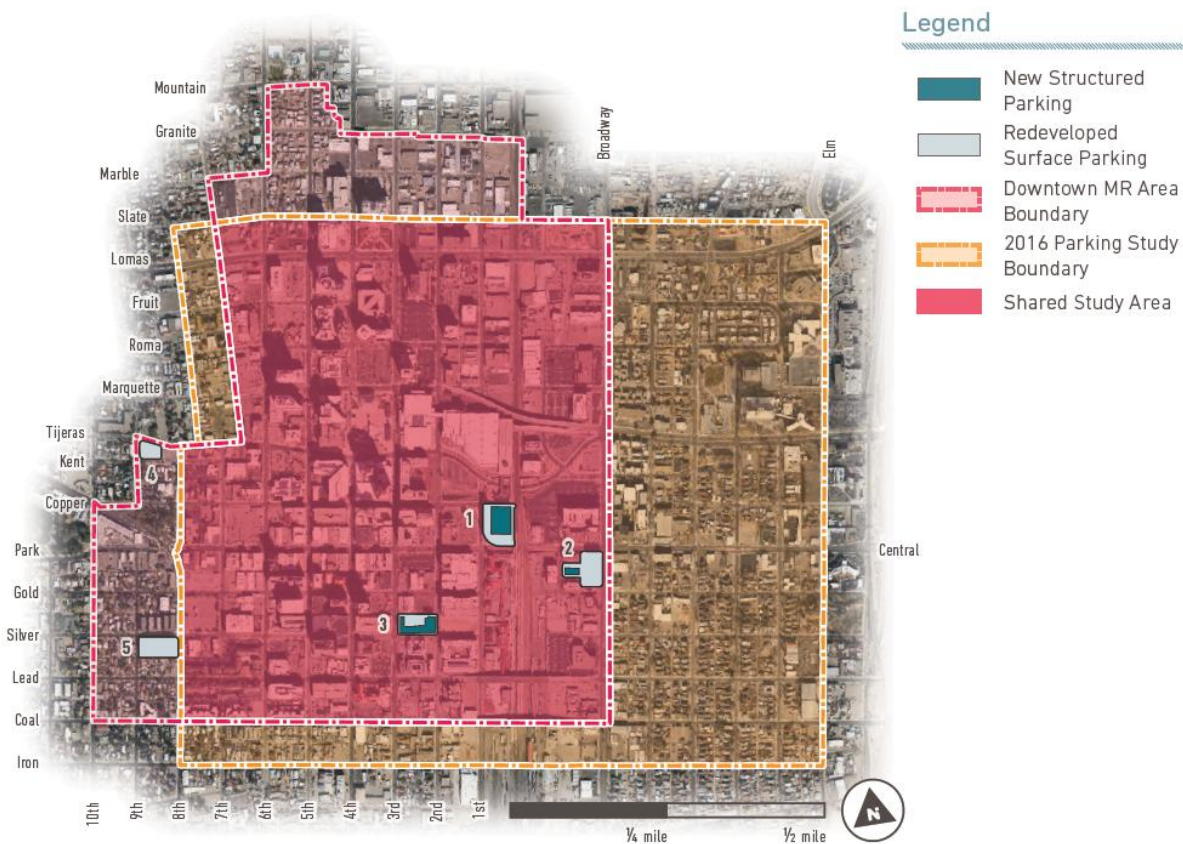 Legend
New Structured
Parking
Redeveloped
Surface Parking
Downtown MR Area
Boundary
2016 Parking Study
Boundary
Shared Study Area
Mountain
Granite
Marble
Slate
Lomas
Fruit
Roma
Marquette
Tijeras
Kent
Copper
Park
Gold
Silver
Lead
Coal
Iron
Broadway
Elm
Central
1
2
3
4
5
10th
9th
8th
7th
6th
5th
4th
3rd
2nd
1st
¼ mile
½ mile
N